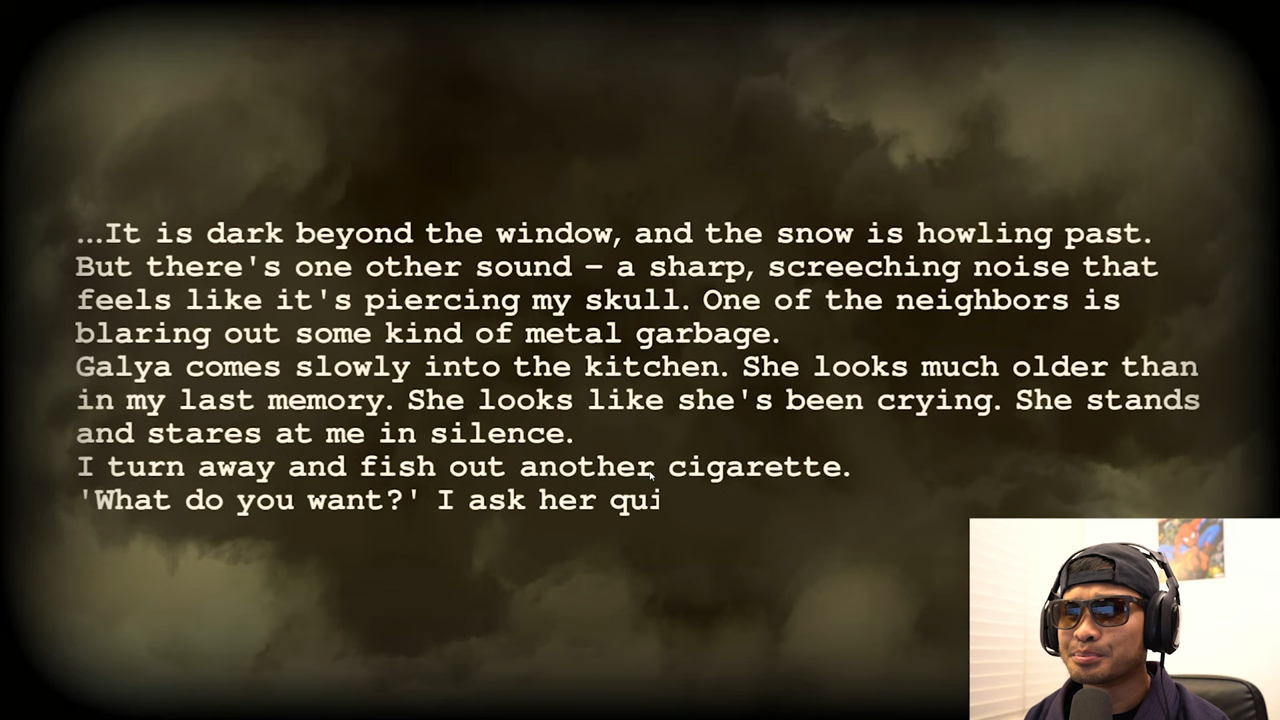 ...It is dark beyond the window, and the snow is howling past.
But there's one other sound – a sharp, screeching noise that
feels like it's piercing my skull. One of the neighbors is
blaring out some kind of metal garbage.
Galya comes slowly into the kitchen. She looks much older than
in my last memory. She looks like she's been crying. She stands
and stares at me in silence.
I turn away and fish out another cigarette.
'What do you want?' I ask her qui